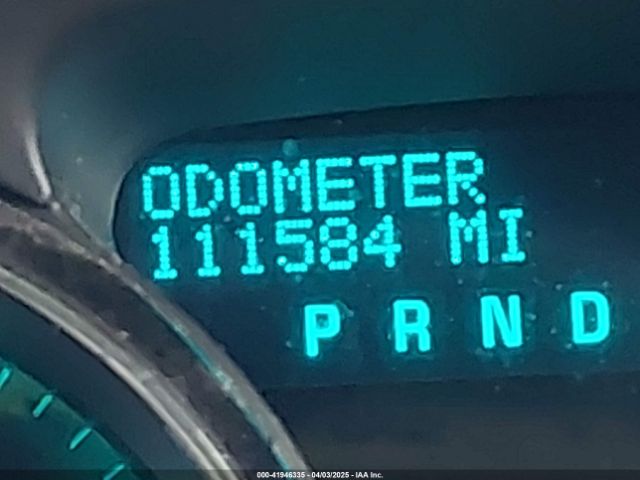 ODOMETER
111584 MI
P R N D
000-41946335 - 04/03/2025 - IAA Inc.